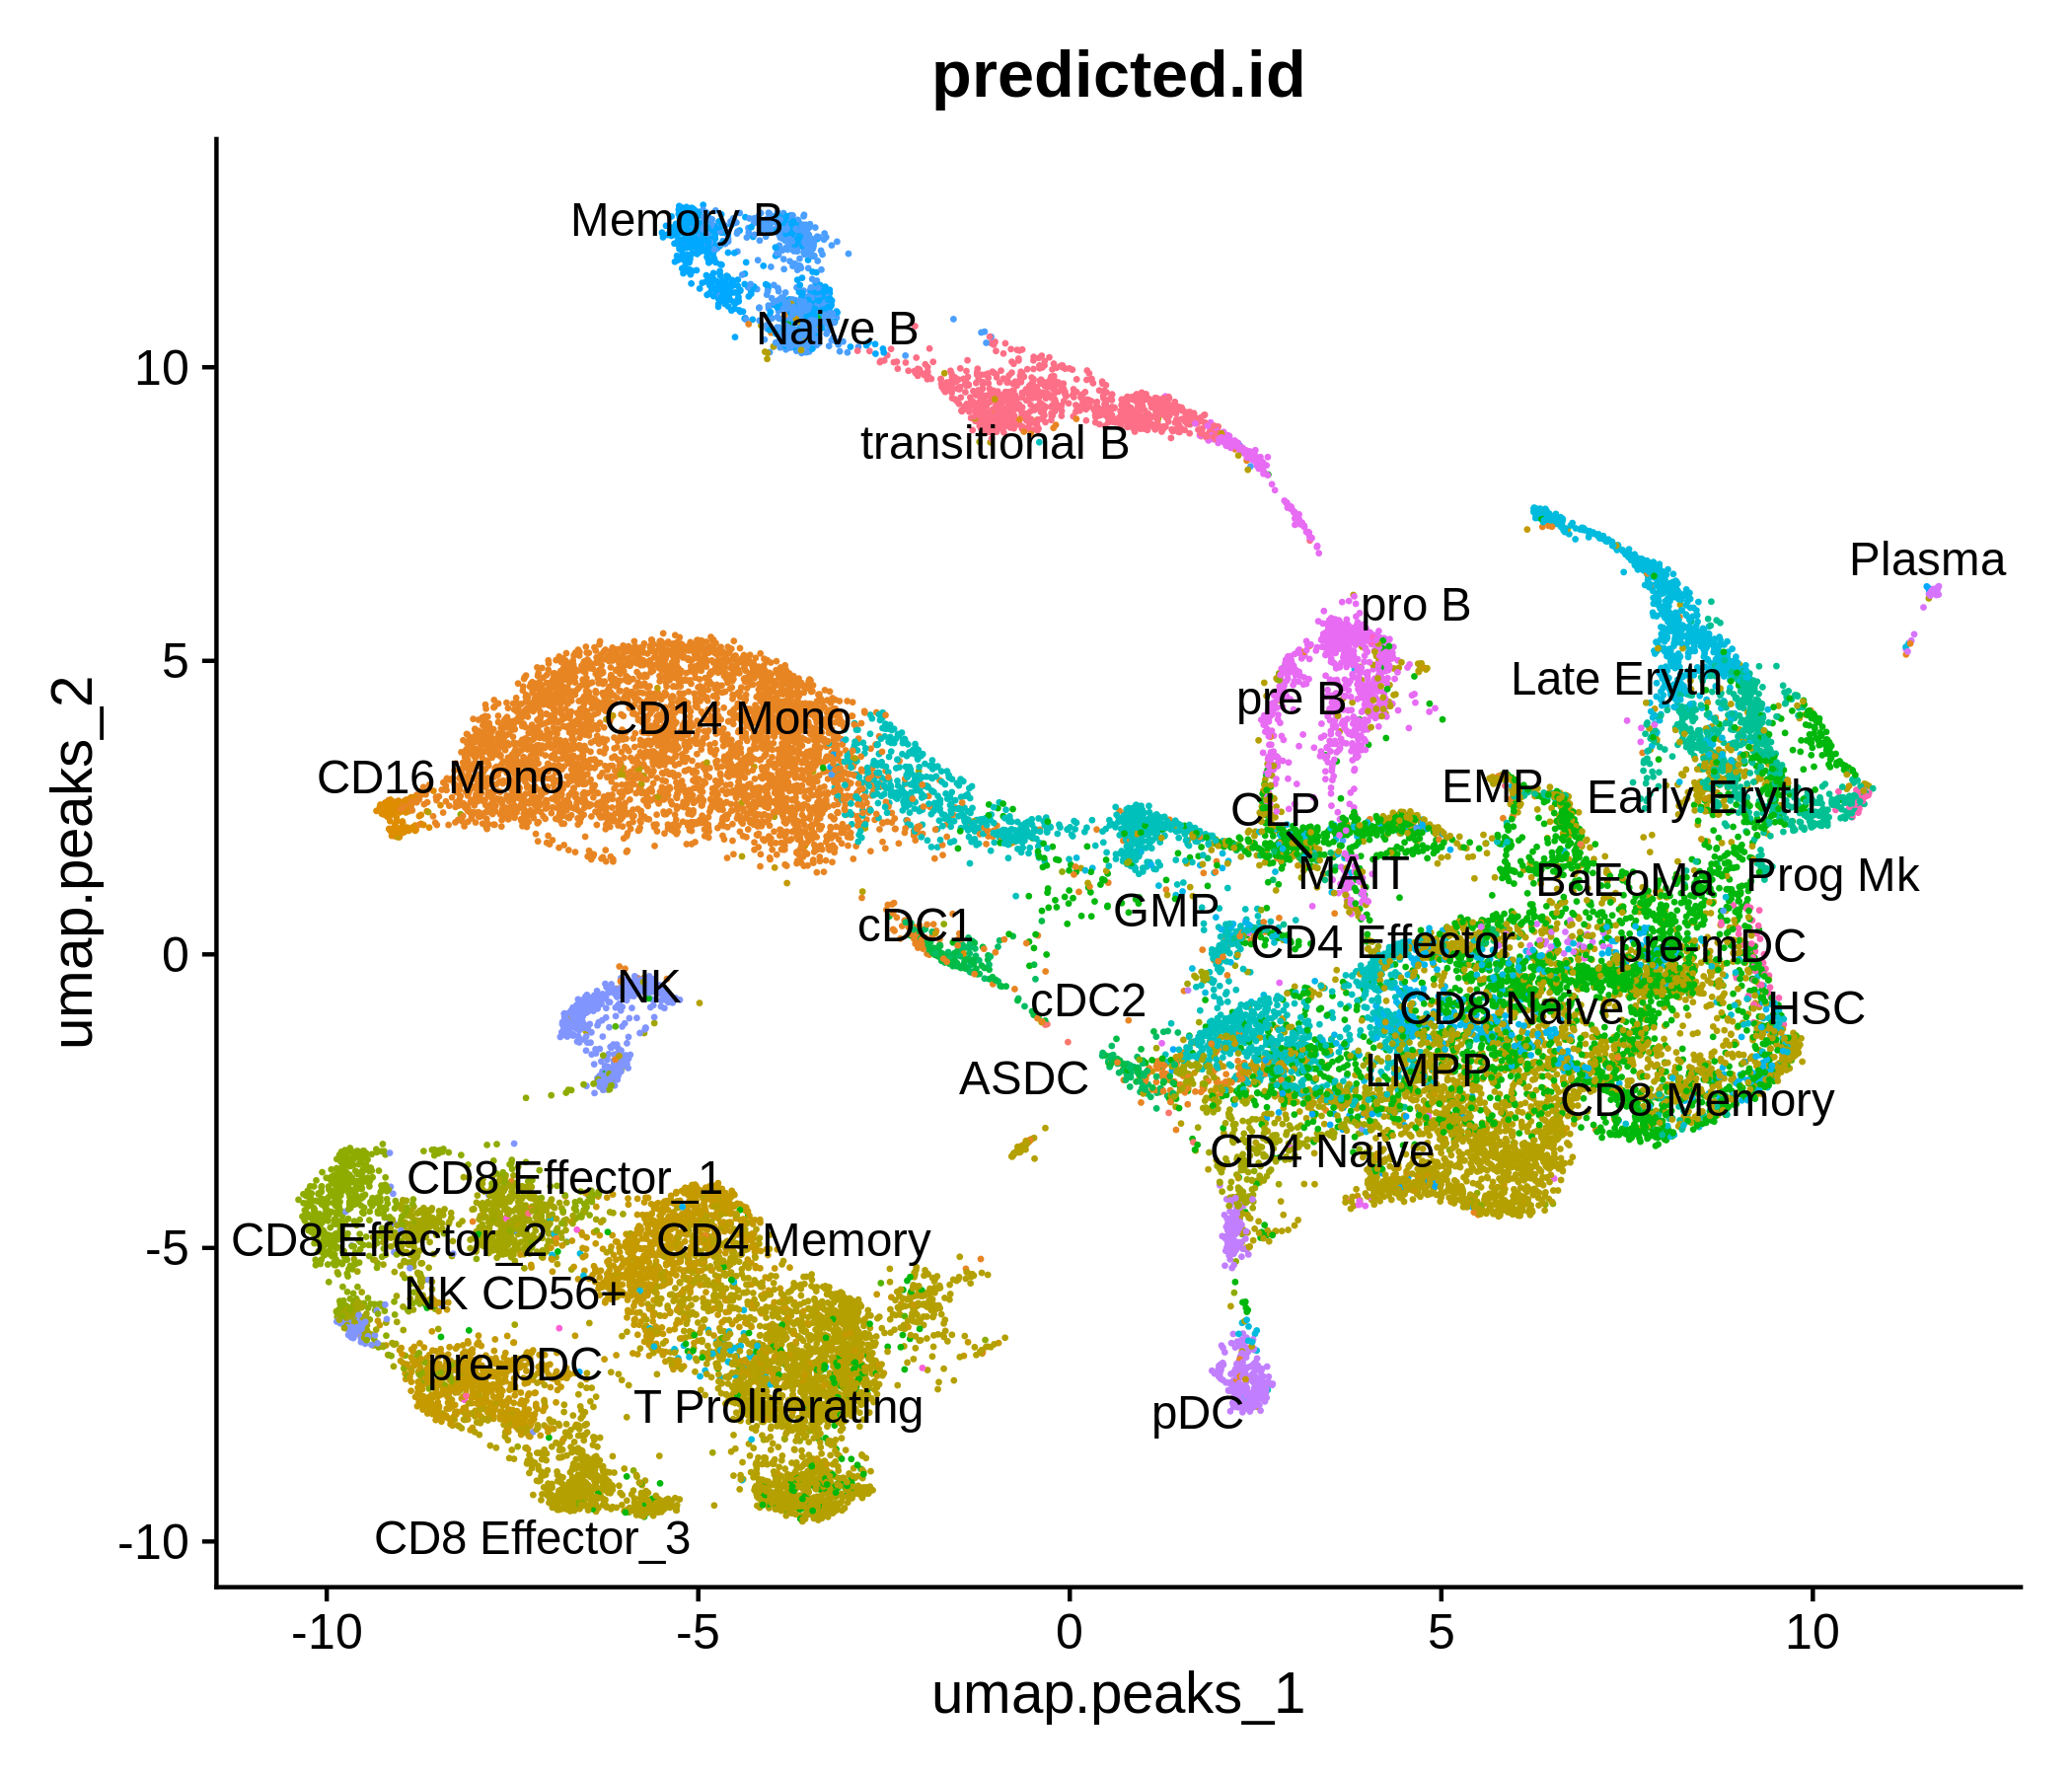 predicted.id
Memory B
Naive B
transitional B
Plasma
pro B
Late Eryth
pre B
CD14 Mono
CD16 Mono
EMP
Early Eryth
CLP
MAIT
BaEoMa
Prog Mk
GMP
cDC1
CD4 Effector
pre-mDC
NK
cDC2
CD8 Naive
HSC
ASDC
LMPP
CD8 Memory
CD4 Naive
CD8 Effector_1
CD8 Effector_2
CD4 Memory
NK CD56+
pre-pDC
T Proliferating
pDC
CD8 Effector_3
10
5
0
-5
-10
umap.peaks_2
-10
-5
0
5
10
umap.peaks_1